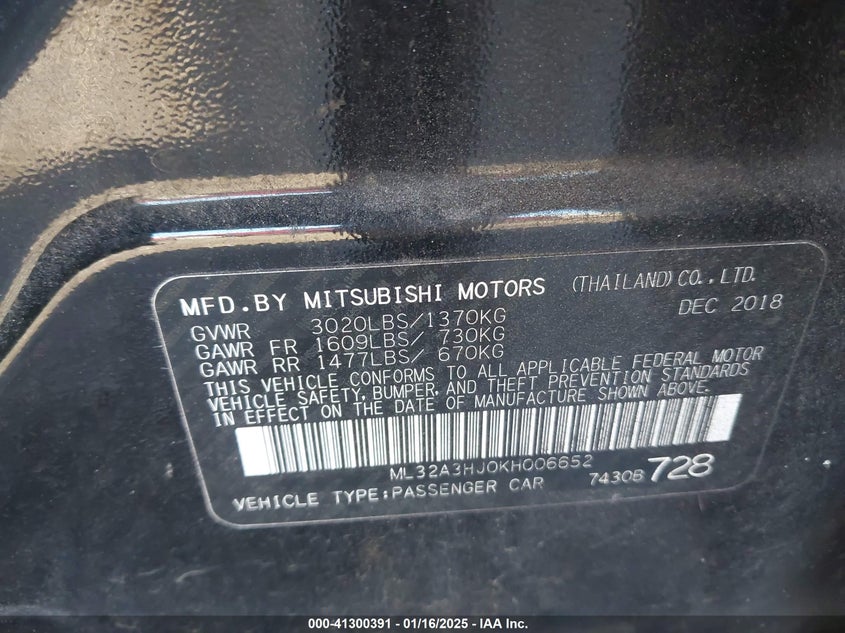 MFD.BY MITSUBISHI MOTORS (THAILAND)CO.,LTD.
DEC 2018
GVWR 3020LBS/1370KG
GAWR FR 1609LBS/ 730KG
GAWR RR 1477LBS/ 670KG
THIS VEHICLE CONFORMS TO ALL APPLICABLE FEDERAL MOTOR
VEHICLE SAFETY, BUMPER, AND THEFT PREVENTION STANDARDS
IN EFFECT ON THE DATE OF MANUFACTURE SHOWN ABOVE.
ML32A3HJ0KH006652
VEHICLE TYPE:PASSENGER CAR 74308 728
000-41300391 - 01/16/2025 - IAAI.COM